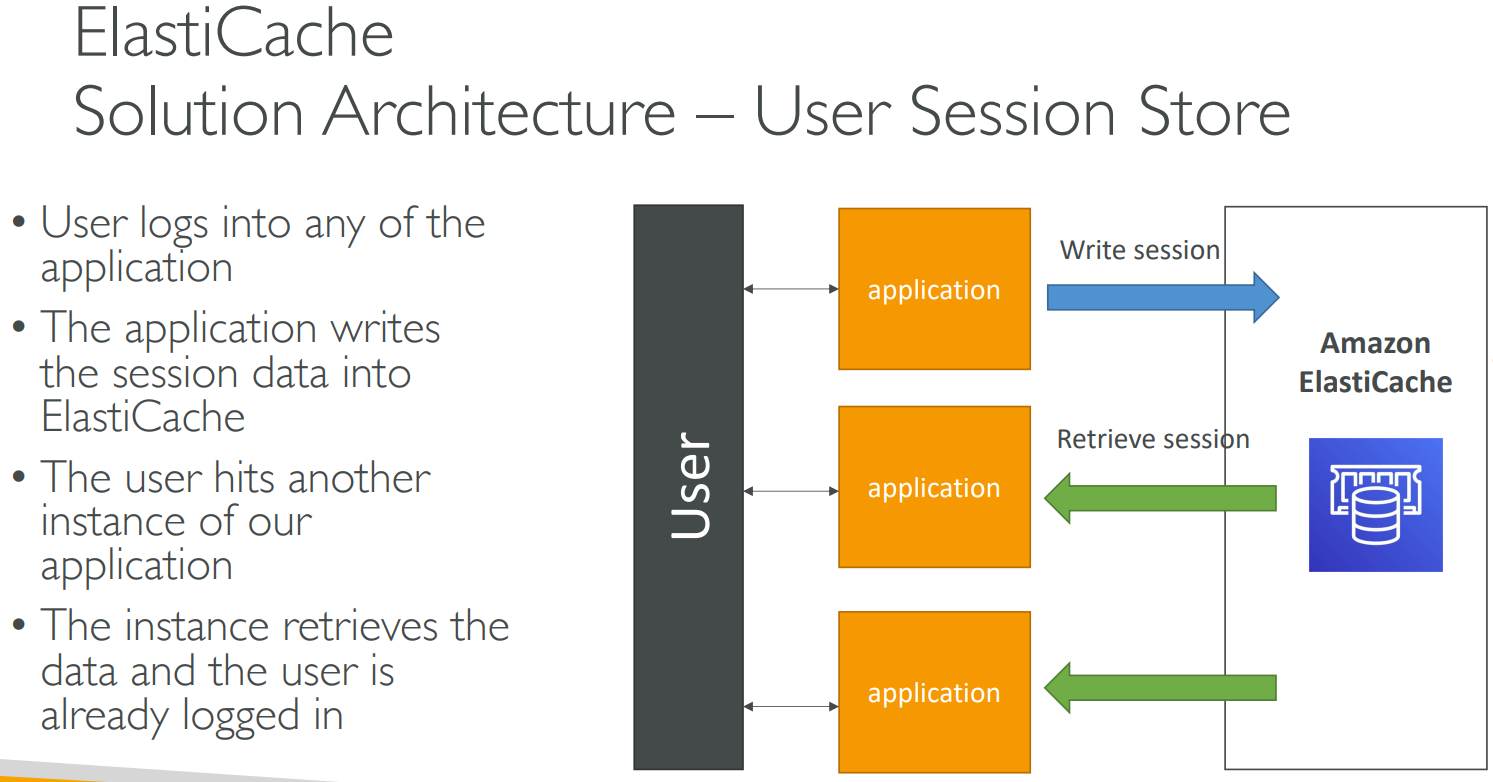 ElastiCache
Solution Architecture – User Session Store
• User logs into any of the
application
• The application writes
the session data into
ElastiCache
• The user hits another
instance of our
application
• The instance retrieves the
data and the user is
already logged in
User
application
Write session
Amazon
ElastiCache
application
Retrieve session
application